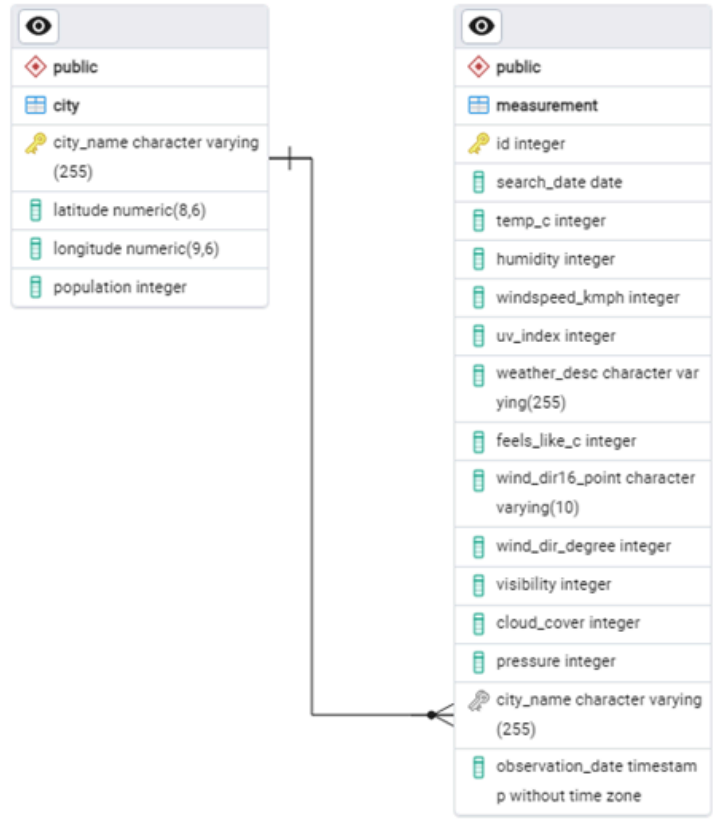 public
city
city_name character varying
(255)
latitude numeric(8,6)
longitude numeric(9,6)
population integer
public
measurement
id integer
search_date date
temp_c integer
humidity integer
windspeed_kmph integer
uv_index integer
weather_desc character var
ying(255)
feels_like_c integer
wind_dir16_point character
varying(10)
wind_dir_degree integer
visibility integer
cloud_cover integer
pressure integer
city_name character varying
(255)
observation_date timestam
p without time zone